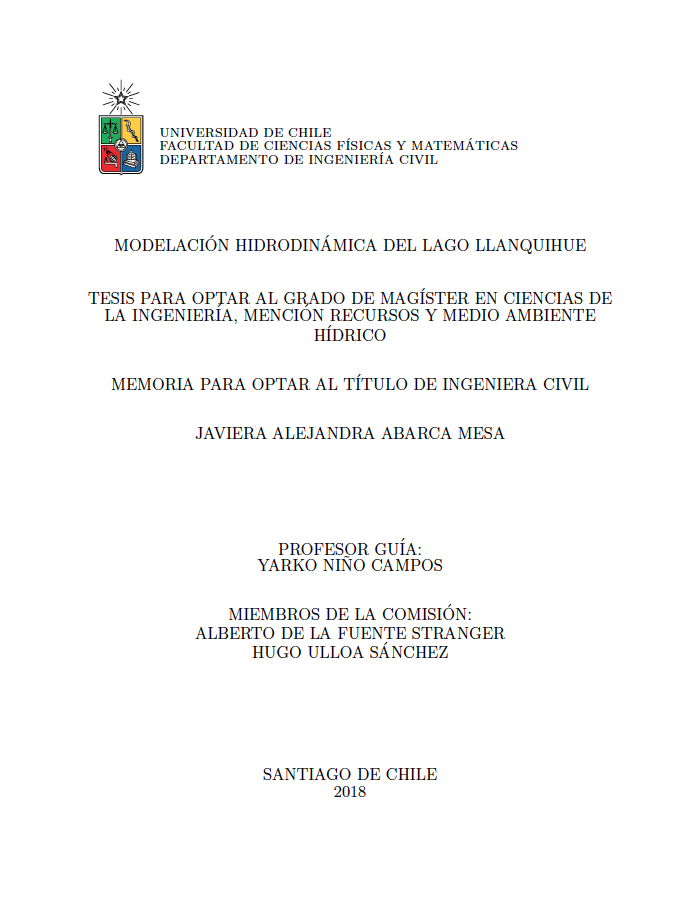 UNIVERSIDAD DE CHILE
FACULTAD DE CIENCIAS FÍSICAS Y MATEMÁTICAS
DEPARTAMENTO DE INGENIERÍA CIVIL
MODELACIÓN HIDRODINÁMICA DEL LAGO LLANQUIHUE
TESIS PARA OPTAR AL GRADO DE MAGÍSTER EN CIENCIAS DE
LA INGENIERÍA, MENCIÓN RECURSOS Y MEDIO AMBIENTE
HÍDRICO
MEMORIA PARA OPTAR AL TÍTULO DE INGENIERA CIVIL
JAVIERA ALEJANDRA ABARCA MESA
PROFESOR GUÍA:
YARKO NIÑO CAMPOS
MIEMBROS DE LA COMISIÓN:
ALBERTO DE LA FUENTE STRANGER
HUGO ULLOA SÁNCHEZ
SANTIAGO DE CHILE
2018